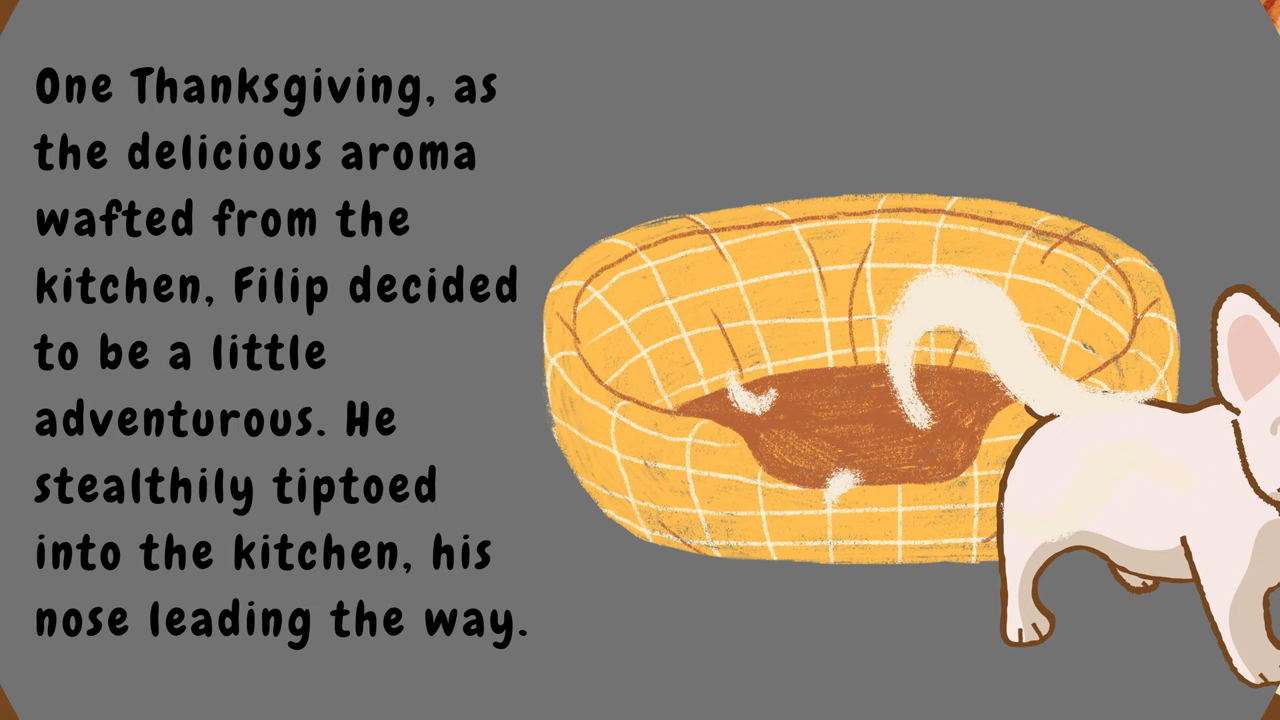 One Thanksgiving, as
the delicious aroma
wafted from the
kitchen, Filip decided
to be a little
adventurous. He
stealthily tiptoed
into the kitchen, his
nose leading the way.